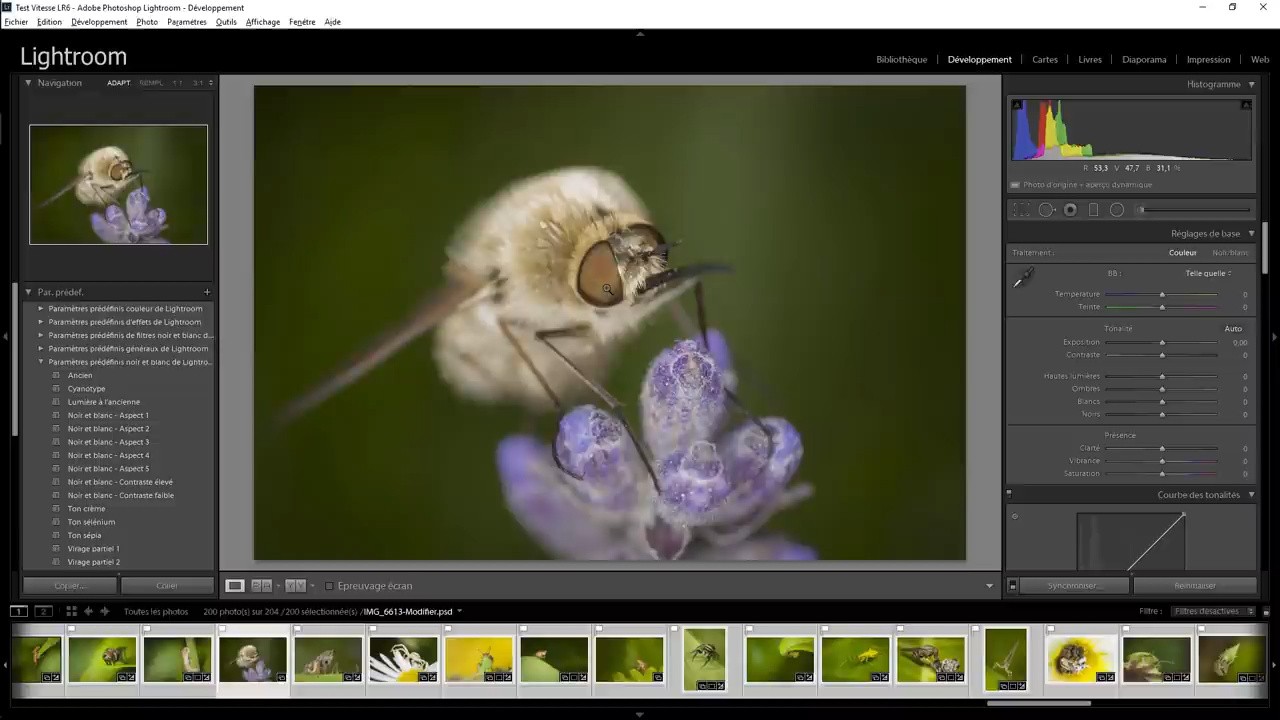 Test Vitesse LR6 - Adobe Photoshop Lightroom - Développement
Fichier Edition Développement Photo Paramètres Outils Affichage Fenêtre Aide
Lightroom
Bibliothèque Développement Cartes Livres Diaporama Impression Web
Navigation ADAPT. REMPL. 1:1 3:1
Histogramme
R 53,3 V 47,7 B 31,1 %
Photo d'origine + aperçu dynamique
Réglages de base
Traitement : Couleur Noir/blanc
BB : Telle quelle
Température 0
Teinte 0
Tonalité Auto
Exposition 0,00
Contraste 0
Hautes lumières 0
Ombres 0
Blancs 0
Noirs 0
Présence
Clarté 0
Vibrance 0
Saturation 0
Courbe des tonalités
Par. prédéf. +
Paramètres prédéfinis couleur de Lightroom
Paramètres prédéfinis d'effets de Lightroom
Paramètres prédéfinis de filtres noir et blanc d...
Paramètres prédéfinis généraux de Lightroom
Paramètres prédéfinis noir et blanc de Lightro...
Ancien
Cyanotype
Lumière à l'ancienne
Noir et blanc - Aspect 1
Noir et blanc - Aspect 2
Noir et blanc - Aspect 3
Noir et blanc - Aspect 4
Noir et blanc - Aspect 5
Noir et blanc - Contraste élevé
Noir et blanc - Contraste faible
Ton crème
Ton sélénium
Ton sépia
Virage partiel 1
Virage partiel 2
Copier... Coller
Epreuvage écran
Synchroniser... Réinitialiser
1 2 Toutes les photos 200 photo(s) sur 204 /200 sélectionnée(s) /IMG_6613-Modifier.psd
Filtre : Filtres désactivés